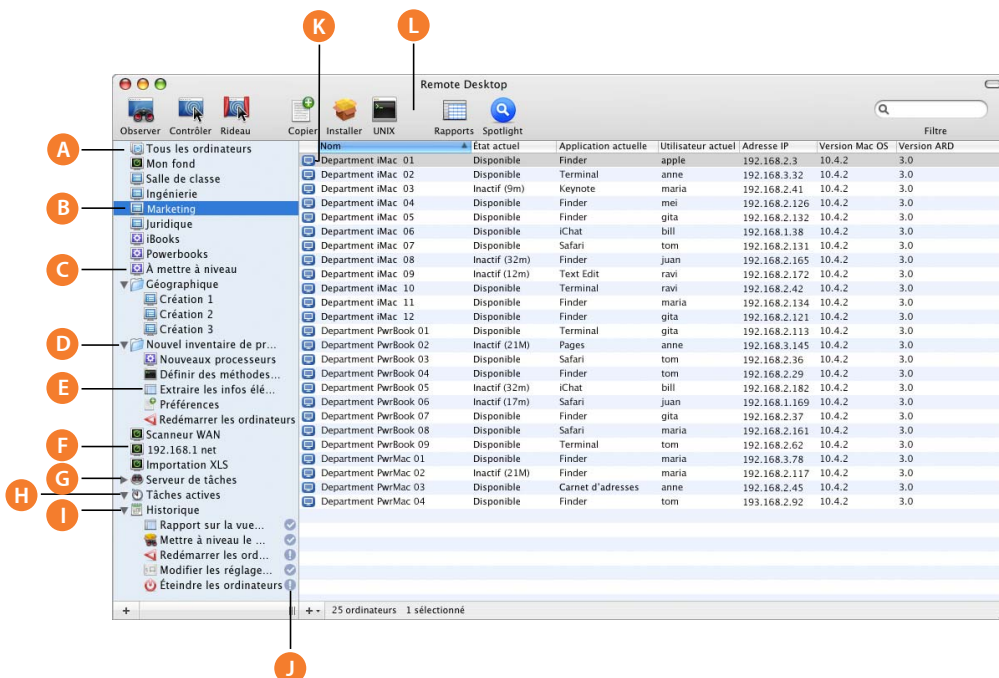 K L
Remote Desktop
Observer Contrôler Rideau Copier Installer UNIX Rapports Spotlight Filtre
A Tous les ordinateurs
Mon fond
Salle de classe
Ingénierie
B Marketing
Juridique
iBooks
Powerbooks
C À mettre à niveau
Géographique
Création 1
Création 2
Création 3
D Nouvel inventaire de pr...
Nouveaux processeurs
Définir des méthodes...
E Extraire les infos élé...
Préférences
Redémarrer les ordinateurs
Scanneur WAN
F 192.168.1 net
Importation XLS
G Serveur de tâches
H Tâches actives
I Historique
Rapport sur la vue...
Mettre à niveau le ...
Redémarrer les ord...
Modifier les réglage...
Éteindre les ordinateurs
Nom État actuel Application actuelle Utilisateur actuel Adresse IP Version Mac OS Version ARD
Department iMac 01 Disponible Finder apple 192.168.2.3 10.4.2 3.0
Department iMac 02 Disponible Terminal anne 192.168.3.32 10.4.2 3.0
Department iMac 03 Inactif (9m) Keynote maria 192.168.2.41 10.4.2 3.0
Department iMac 04 Disponible Finder mei 192.168.2.126 10.4.2 3.0
Department iMac 05 Disponible Finder gita 192.168.2.132 10.4.2 3.0
Department iMac 06 Disponible iChat bill 192.168.1.38 10.4.2 3.0
Department iMac 07 Disponible Safari tom 192.168.2.131 10.4.2 3.0
Department iMac 08 Inactif (32m) Finder juan 192.168.2.165 10.4.2 3.0
Department iMac 09 Inactif (12m) Text Edit ravi 192.168.2.172 10.4.2 3.0
Department iMac 10 Disponible Terminal ravi 192.168.2.42 10.4.2 3.0
Department iMac 11 Disponible Finder maria 192.168.2.134 10.4.2 3.0
Department iMac 12 Disponible Finder gita 192.168.2.121 10.4.2 3.0
Department PwrBook 01 Disponible Terminal gita 192.168.2.113 10.4.2 3.0
Department PwrBook 02 Inactif (21M) Pages anne 192.168.3.145 10.4.2 3.0
Department PwrBook 03 Disponible Safari tom 192.168.2.36 10.4.2 3.0
Department PwrBook 04 Disponible Finder tom 192.168.2.29 10.4.2 3.0
Department PwrBook 05 Inactif (32m) iChat bill 192.168.2.182 10.4.2 3.0
Department PwrBook 06 Inactif (17m) Safari juan 192.168.1.169 10.4.2 3.0
Department PwrBook 07 Disponible Finder gita 192.168.2.37 10.4.2 3.0
Department PwrBook 08 Disponible Safari maria 192.168.2.161 10.4.2 3.0
Department PwrBook 09 Disponible Terminal tom 192.168.2.62 10.4.2 3.0
Department PwrMac 01 Disponible Finder maria 192.168.3.78 10.4.2 3.0
Department PwrMac 02 Inactif (21M) Finder maria 192.168.2.117 10.4.2 3.0
Department PwrMac 03 Disponible Carnet d'adresses anne 192.168.2.45 10.4.2 3.0
Department PwrMac 04 Disponible Finder tom 193.168.2.92 10.4.2 3.0
25 ordinateurs 1 sélectionné
J